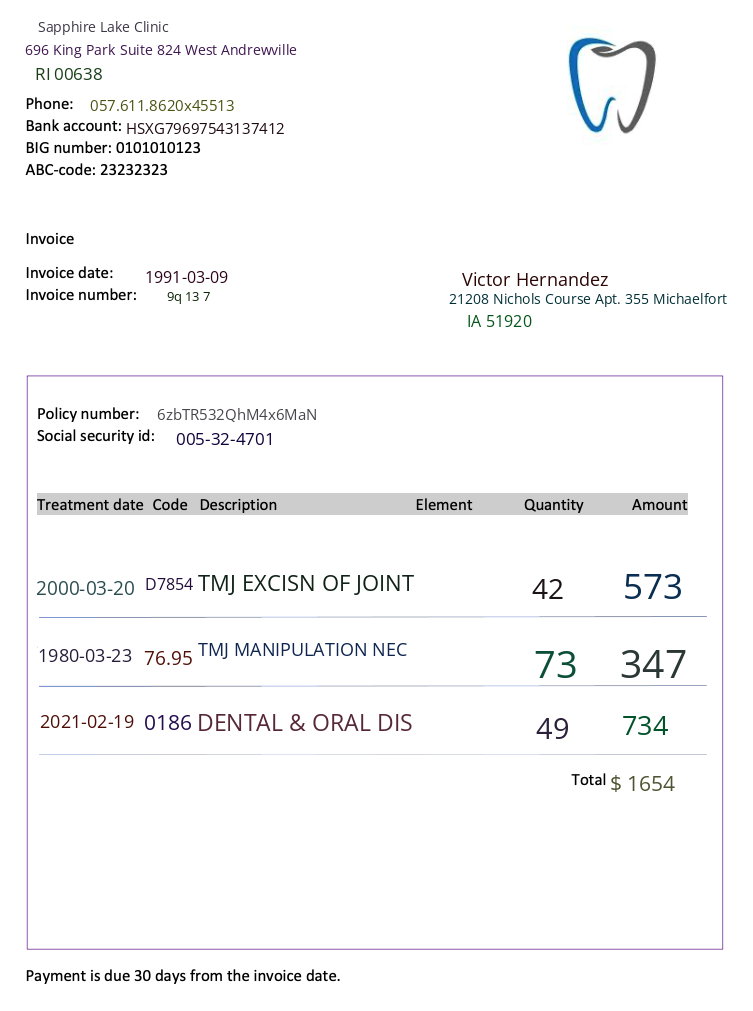 Sapphire Lake Clinic
696 King Park Suite 824 West Andrewville
RI 00638
Phone: 057.611.8620x45513
Bank account: HSXG79697543137412
BIG number: 0101010123
ABC-code: 23232323
Invoice
Invoice date: 1991-03-09
Invoice number: 9q 13 7
Victor Hernandez
21208 Nichols Course Apt. 355 Michaelfort
IA 51920
Policy number: 6zbTR532QhM4x6MaN
Social security id: 005-32-4701
Treatment date Code Description Element Quantity Amount
2000-03-20 D7854 TMJ EXCISN OF JOINT 42 573
1980-03-23 76.95 TMJ MANIPULATION NEC 73 347
2021-02-19 0186 DENTAL & ORAL DIS 49 734
Total $ 1654
Payment is due 30 days from the invoice date.